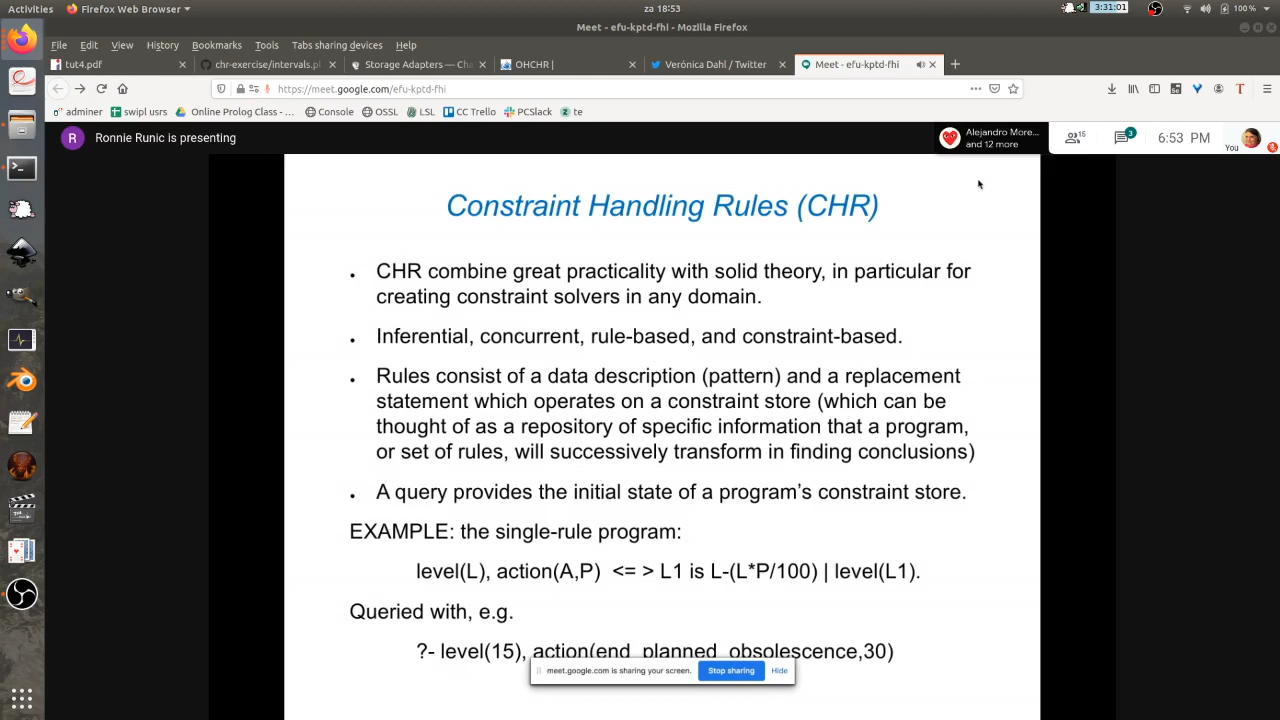 Activities
Firefox Web Browser
za 18:53
3:31:01
100 %
Meet - efu-kptd-fhi - Mozilla Firefox
File Edit View History Bookmarks Tools Tabs sharing devices Help
tut4.pdf
chr-exercise/intervals.pl
Storage Adapters — Cha
OHCHR |
Verónica Dahl / Twitter
Meet - efu-kptd-fhi
https://meet.google.com/efu-kptd-fhi
adminer
swipl usrs
Online Prolog Class - …
Console
OSSL
LSL
CC Trello
PCSlack
te
R
Ronnie Runic is presenting
Alejandro More...
and 12 more
15
3
6:53 PM
You
Constraint Handling Rules (CHR)
• CHR combine great practicality with solid theory, in particular for
creating constraint solvers in any domain.
• Inferential, concurrent, rule-based, and constraint-based.
• Rules consist of a data description (pattern) and a replacement
statement which operates on a constraint store (which can be
thought of as a repository of specific information that a program,
or set of rules, will successively transform in finding conclusions)
• A query provides the initial state of a program's constraint store.
EXAMPLE: the single-rule program:
level(L), action(A,P) <= > L1 is L-(L*P/100) | level(L1).
Queried with, e.g.
?- level(15), action(end_planned_obsolescence,30)
meet.google.com is sharing your screen.
Stop sharing
Hide